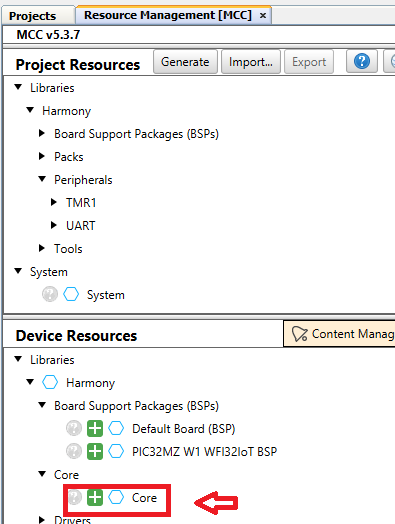 Projects Resource Management [MCC] ×
MCC v5.3.7
Project Resources Generate Import... Export ?
Libraries
Harmony
Board Support Packages (BSPs)
Packs
Peripherals
TMR1
UART
Tools
System
? System
Device Resources Content Manag
Libraries
Harmony
Board Support Packages (BSPs)
? Default Board (BSP)
? PIC32MZ W1 WFI32IoT BSP
Core
? Core
Drivers